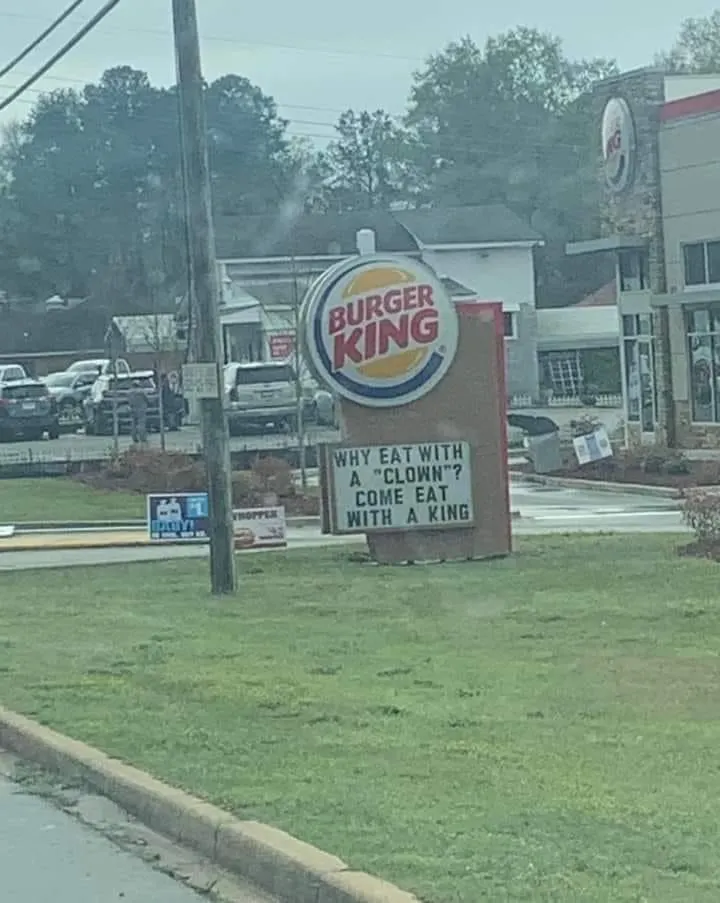 BURGER
KING
WHY EAT WITH
A "CLOWN"?
COME EAT
WITH A KING
WHOPPER